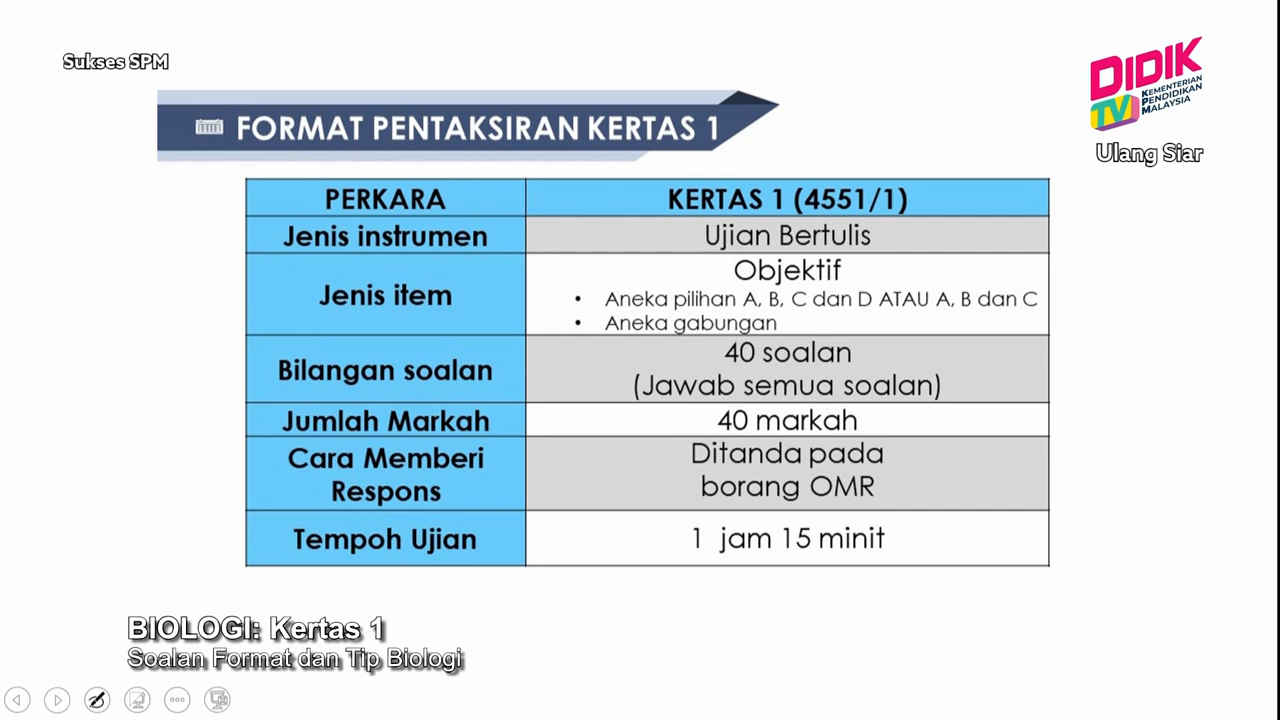 Sukses SPM
DIDIK
TV
KEMENTERIAN
PENDIDIKAN
MALAYSIA
Ulang Siar
FORMAT PENTAKSIRAN KERTAS 1
PERKARA
KERTAS 1 (4551/1)
Jenis instrumen
Ujian Bertulis
Jenis item
Objektif
• Aneka pilihan A, B, C dan D ATAU A, B dan C
• Aneka gabungan
Bilangan soalan
40 soalan
(Jawab semua soalan)
Jumlah Markah
40 markah
Cara Memberi
Respons
Ditanda pada
borang OMR
Tempoh Ujian
1 jam 15 minit
BIOLOGI: Kertas 1
Soalan Format dan Tip Biologi